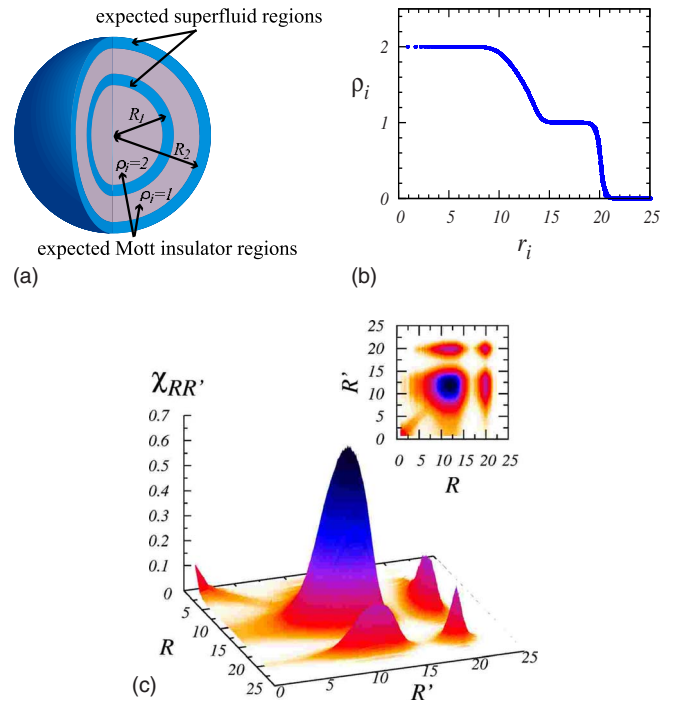 expected superfluid regions
R1
R2
ρi=2
ρi=1
expected Mott insulator regions
(a)
ρi
2
1
0
0 5 10 15 20 25
ri
(b)
χRR'
0.7
0.6
0.5
0.4
0.3
0.2
0.1
0
5
10
15
20
25
R
0
5
10
15
20
25
R'
R'
25
20
15
10
5
0
0 5 10 15 20 25
R
(c)